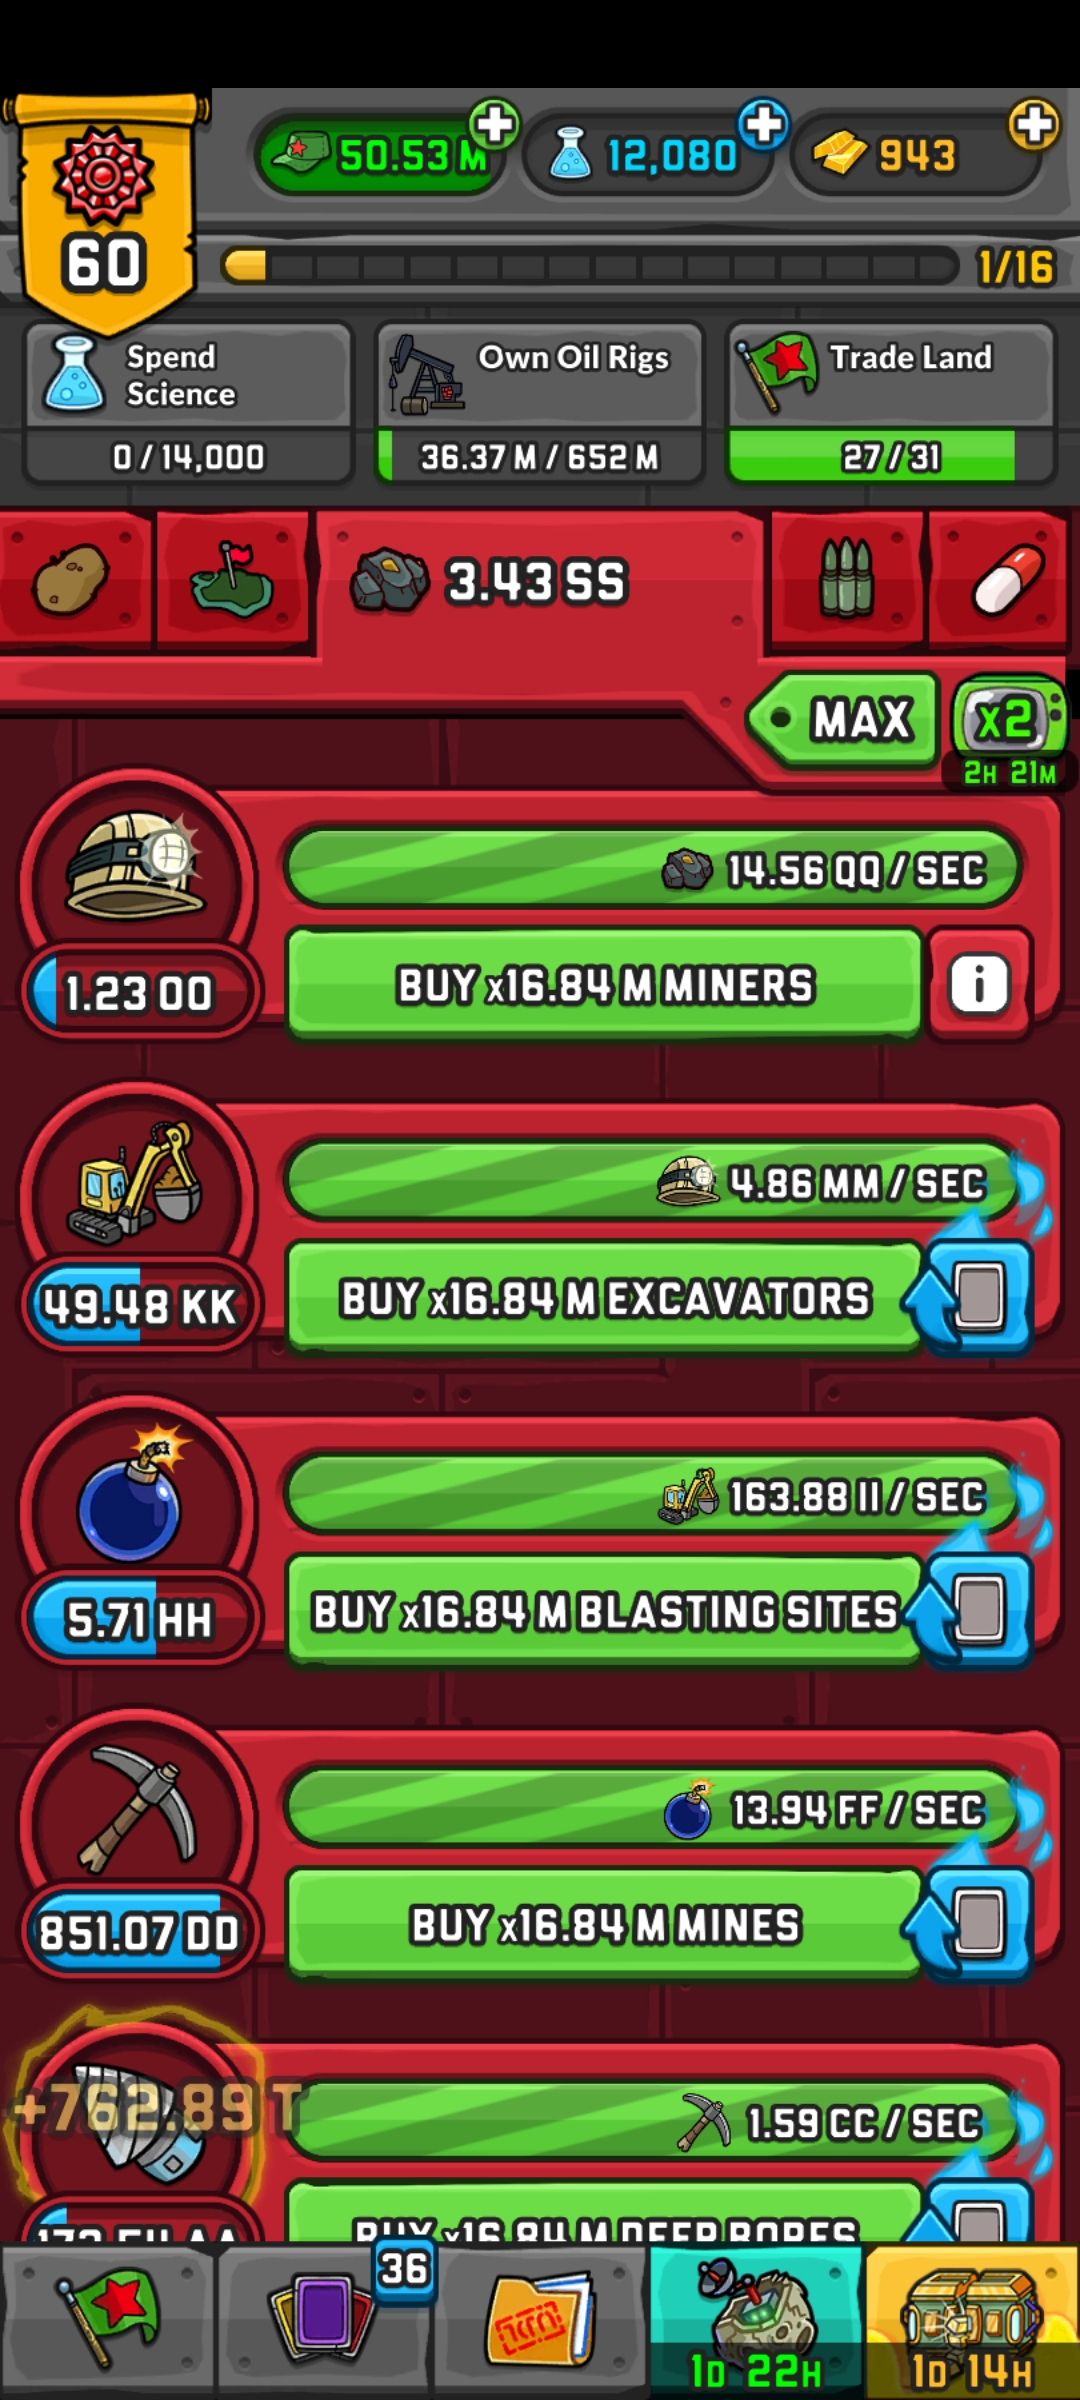 60
50.53 M
12,080
943
1/16
Spend
Science
0 / 14,000
Own Oil Rigs
36.37 M / 652 M
Trade Land
27 / 31
3.43 SS
MAX
X2
2H 21M
14.56 QQ / SEC
1.23 OO
BUY x16.84 M MINERS
i
4.86 MM / SEC
49.48 KK
BUY x16.84 M EXCAVATORS
163.88 II / SEC
5.71 HH
BUY x16.84 M BLASTING SITES
13.94 FF / SEC
851.07 DD
BUY x16.84 M MINES
+762.89 T
1.59 CC / SEC
BUY x16.84 M DEEP BORES
36
1D 22H
1D 14H